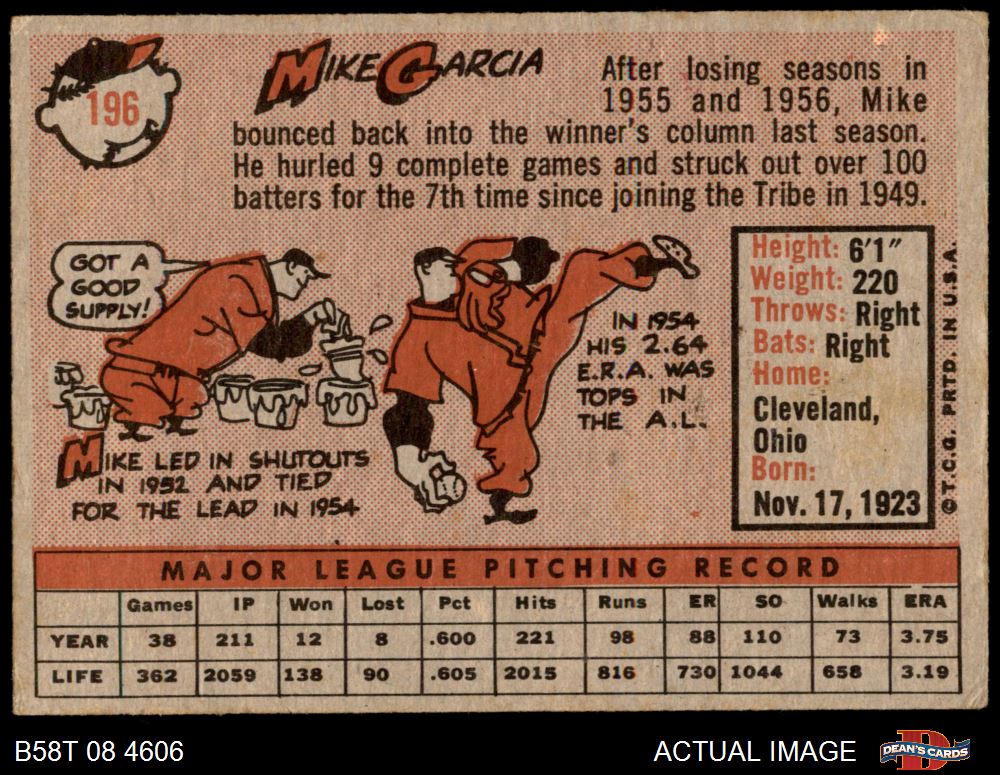 196
MIKE GARCIA
After losing seasons in
1955 and 1956, Mike
bounced back into the winner's column last season.
He hurled 9 complete games and struck out over 100
batters for the 7th time since joining the Tribe in 1949.
GOT A
GOOD
SUPPLY!
MIKE LED IN SHUTOUTS
IN 1952 AND TIED
FOR THE LEAD IN 1954
IN 1954
HIS 2.64
E.R.A. WAS
TOPS IN
THE A.L.
Height: 6'1"
Weight: 220
Throws: Right
Bats: Right
Home:
Cleveland,
Ohio
Born:
Nov. 17, 1923
©T.C.G. PRTD. IN U.S.A.
MAJOR LEAGUE PITCHING RECORD
Games IP Won Lost Pct Hits Runs ER SO Walks ERA
YEAR 38 211 12 8 .600 221 98 88 110 73 3.75
LIFE 362 2059 138 90 .605 2015 816 730 1044 658 3.19
B58T 08 4606
ACTUAL IMAGE
DEAN'S CARDS